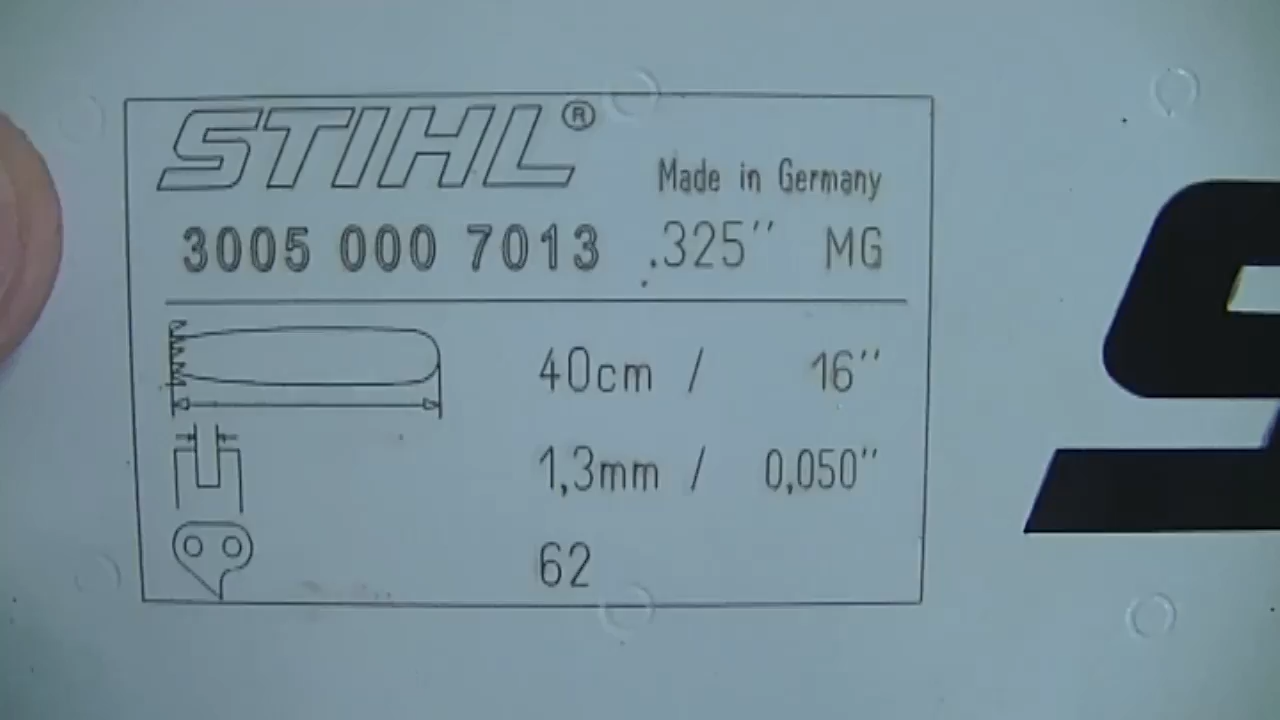 STIHL®
Made in Germany
3005 000 7013 .325" MG
40cm / 16"
1,3mm / 0,050"
62